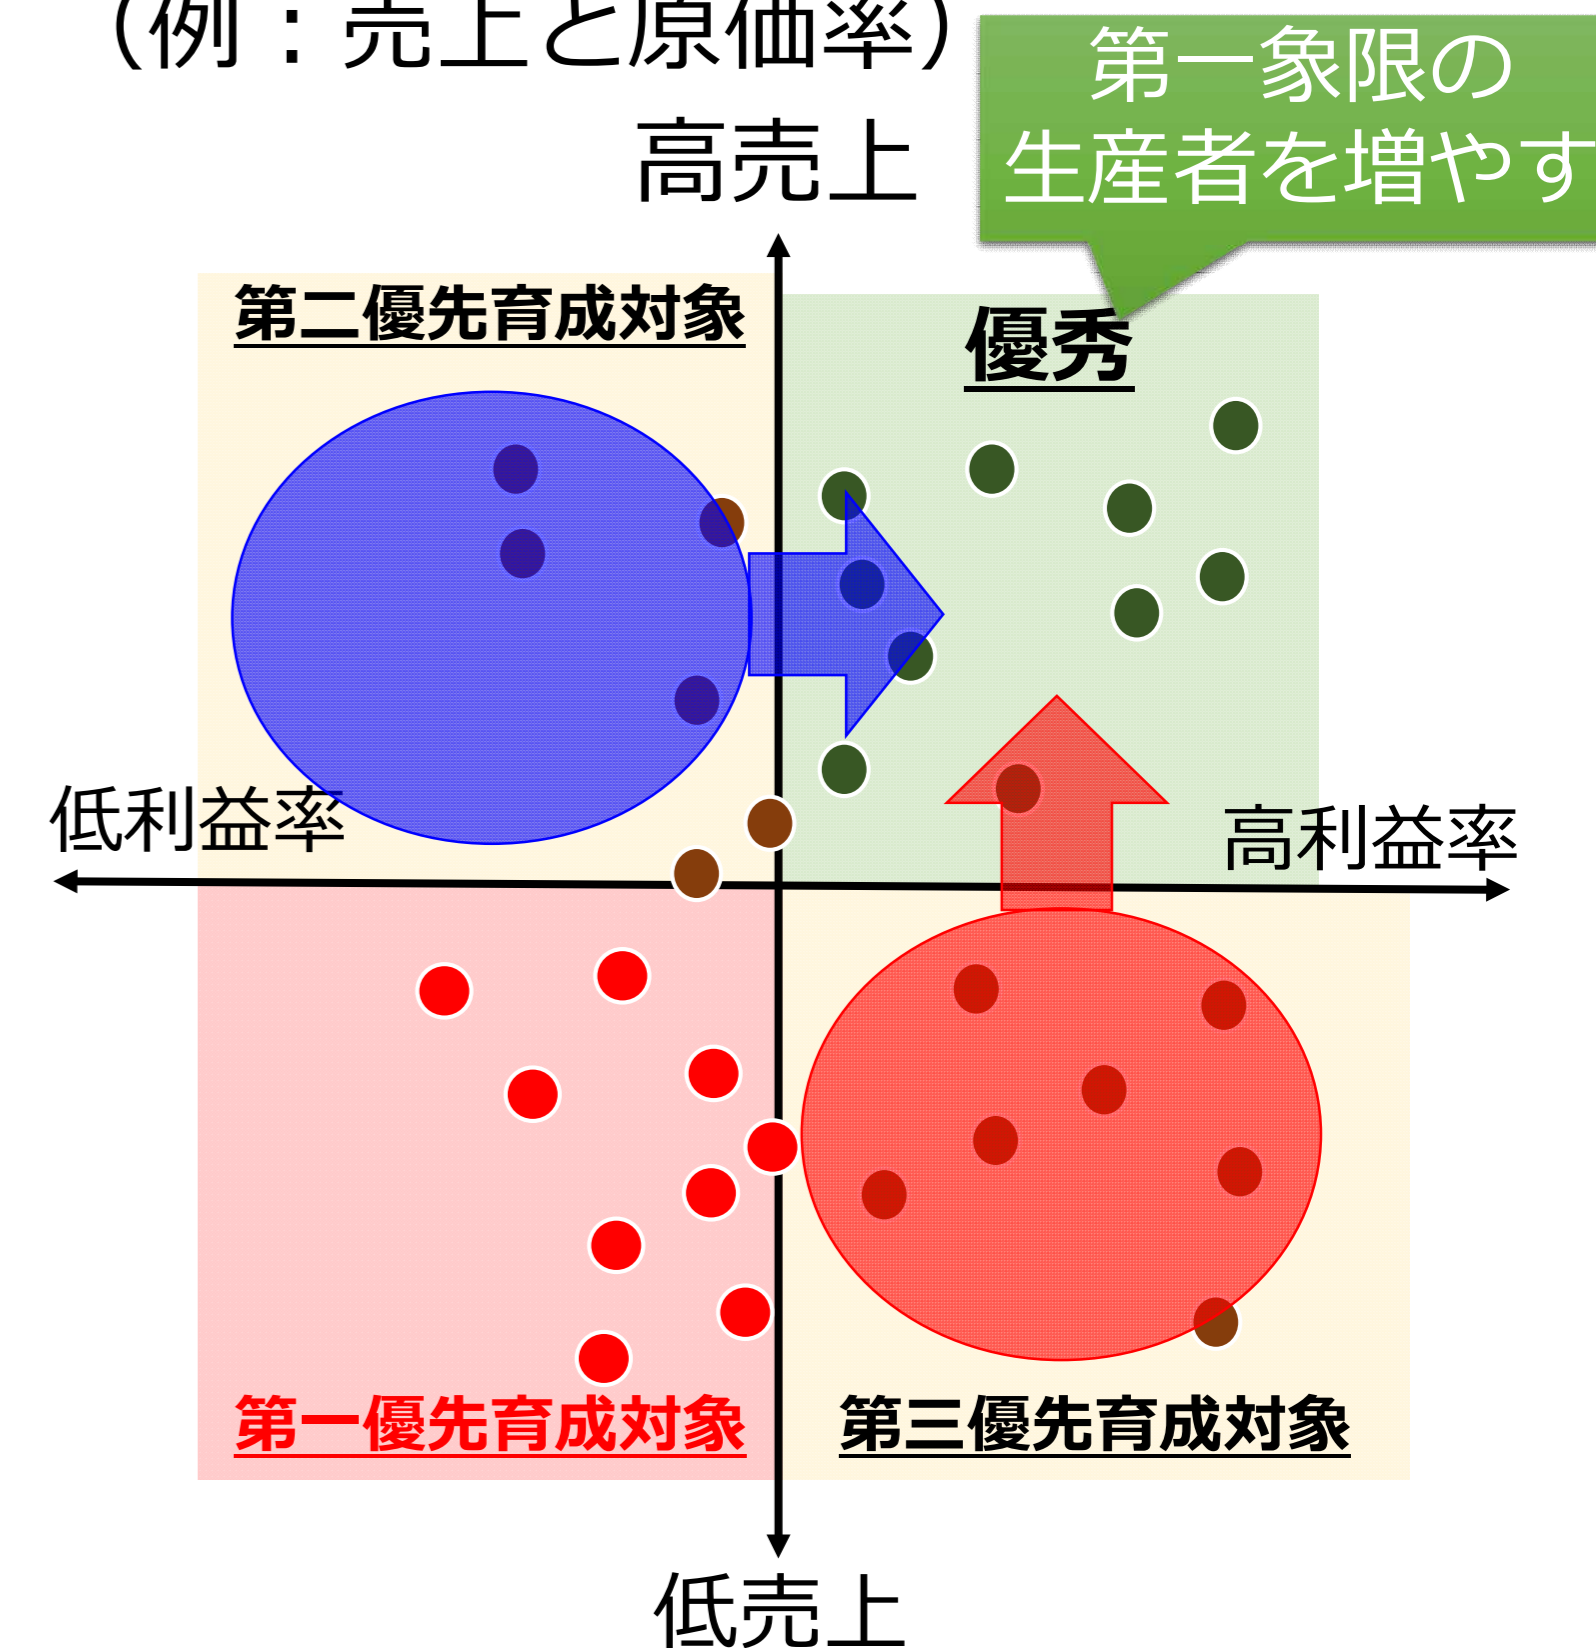 （例：売上と原価率）
第一象限の
生産者を増やす
高売上
第二優先育成対象
優秀
低利益率
高利益率
第一優先育成対象
第三優先育成対象
低売上